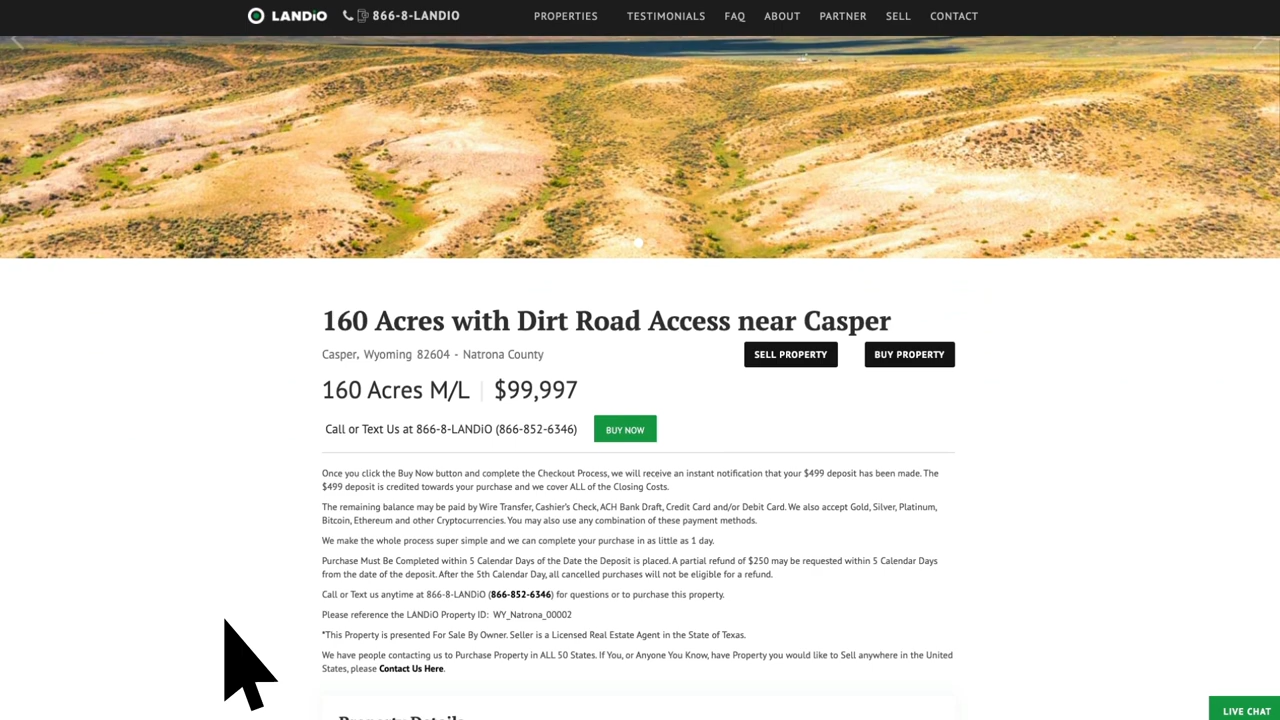 LANDiO 866-8-LANDIO PROPERTIES TESTIMONIALS FAQ ABOUT PARTNER SELL CONTACT
160 Acres with Dirt Road Access near Casper
Casper, Wyoming 82604 - Natrona County SELL PROPERTY BUY PROPERTY
160 Acres M/L | $99,997
Call or Text Us at 866-8-LANDiO (866-852-6346) BUY NOW
Once you click the Buy Now button and complete the Checkout Process, we will receive an instant notification that your $499 deposit has been made. The
$499 deposit is credited towards your purchase and we cover ALL of the Closing Costs.
The remaining balance may be paid by Wire Transfer, Cashier's Check, ACH Bank Draft, Credit Card and/or Debit Card. We also accept Gold, Silver, Platinum,
Bitcoin, Ethereum and other Cryptocurrencies. You may also use any combination of these payment methods.
We make the whole process super simple and we can complete your purchase in as little as 1 day.
Purchase Must Be Completed within 5 Calendar Days of the Date the Deposit is placed. A partial refund of $250 may be requested within 5 Calendar Days
from the date of the deposit. After the 5th Calendar Day, all cancelled purchases will not be eligible for a refund.
Call or Text us anytime at 866-8-LANDiO (866-852-6346) for questions or to purchase this property.
Please reference the LANDiO Property ID: WY_Natrona_00002
*This Property is presented For Sale By Owner. Seller is a Licensed Real Estate Agent in the State of Texas.
We have people contacting us to Purchase Property in ALL 50 States. If You, or Anyone You Know, have Property you would like to Sell anywhere in the United
States, please Contact Us Here.
Property Details
LIVE CHAT